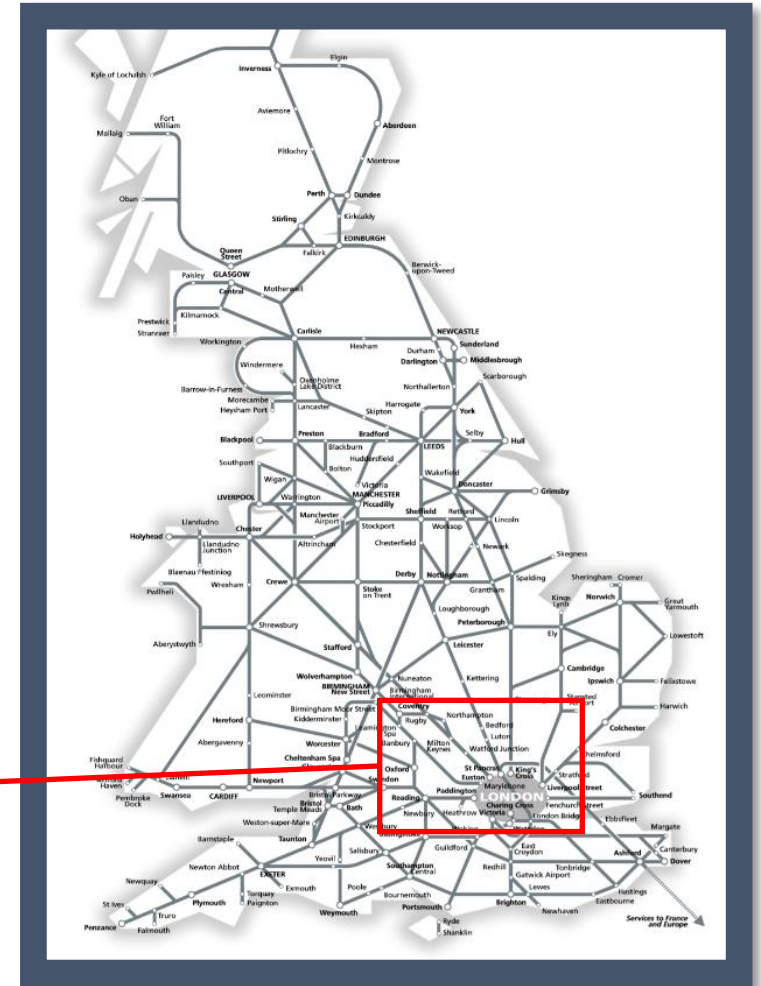 Elgin
Inverness
Kyle of Lochalsh
Aviemore
Fort
William
Mallaig
Aberdeen
Pitlochry
Montrose
Perth
Dundee
Oban
Stirling
Kirkcaldy
EDINBURGH
Queen
Street
Falkirk
Berwick-
upon-Tweed
Paisley
GLASGOW
Central
Motherwell
Prestwick
Kilmarnock
Stranraer
Carlisle
NEWCASTLE
Workington
Hexham
Sunderland
Durham
Darlington
Middlesbrough
Windermere
Scarborough
Oxenholme
Lake District
Barrow-in-Furness
Northallerton
Morecambe
Heysham Port
Lancaster
Harrogate
York
Skipton
Blackpool
Preston
Bradford
Selby
Hull
Blackburn
LEEDS
Huddersfield
Southport
Bolton
Wakefield
Wigan
Victoria
Doncaster
MANCHESTER
Piccadilly
Grimsby
LIVERPOOL
Warrington
Manchester
Airport
Sheffield
Retford
Lincoln
Llandudno
Stockport
Worksop
Chester
Holyhead
Llandudno
Junction
Altrincham
Chesterfield
Newark
Skegness
Blaenau Ffestiniog
Wrexham
Crewe
Derby
Nottingham
Spalding
Sheringham
Cromer
Pwllheli
Stoke
on Trent
Grantham
Kings
Lynn
Norwich
Great
Yarmouth
Loughborough
Shrewsbury
Peterborough
Ely
Lowestoft
Aberystwyth
Stafford
Leicester
Wolverhampton
Nuneaton
Kettering
Cambridge
BIRMINGHAM
New Street
Birmingham
International
Ipswich
Felixstowe
Leominster
Birmingham Moor Street
Coventry
Stansted
Airport
Harwich
Kidderminster
Rugby
Northampton
Hereford
Leamington
Spa
Bedford
Colchester
Worcester
Banbury
Milton
Keynes
Luton
Abergavenny
Watford Junction
Chelmsford
Cheltenham Spa
Fishguard
Harbour
Oxford
St Pancras
King's
Cross
Stratford
Euston
Haven
Newport
Swindon
Marylebone
Liverpool Street
Pembroke
Dock
Swansea
CARDIFF
Bristol Parkway
Reading
Paddington
LONDON
Southend
Bristol
Temple Meads
Bath
Charing Cross
Fenchurch Street
Newbury
Heathrow
Victoria
London Bridge
Ebbsfleet
Weston-super-Mare
Westbury
Margate
Barnstaple
Taunton
East
Croydon
Canterbury
Salisbury
Guildford
Ashford
Dover
Newton Abbot
Yeovil
Southampton
Central
Redhill
Tonbridge
EXETER
Gatwick Airport
Newquay
Exmouth
Poole
Lewes
Hastings
Torquay
Paignton
Bournemouth
Eastbourne
St Ives
Plymouth
Weymouth
Portsmouth
Brighton
Newhaven
Truro
Penzance
Falmouth
Ryde
Shanklin
Services to France
and Europe